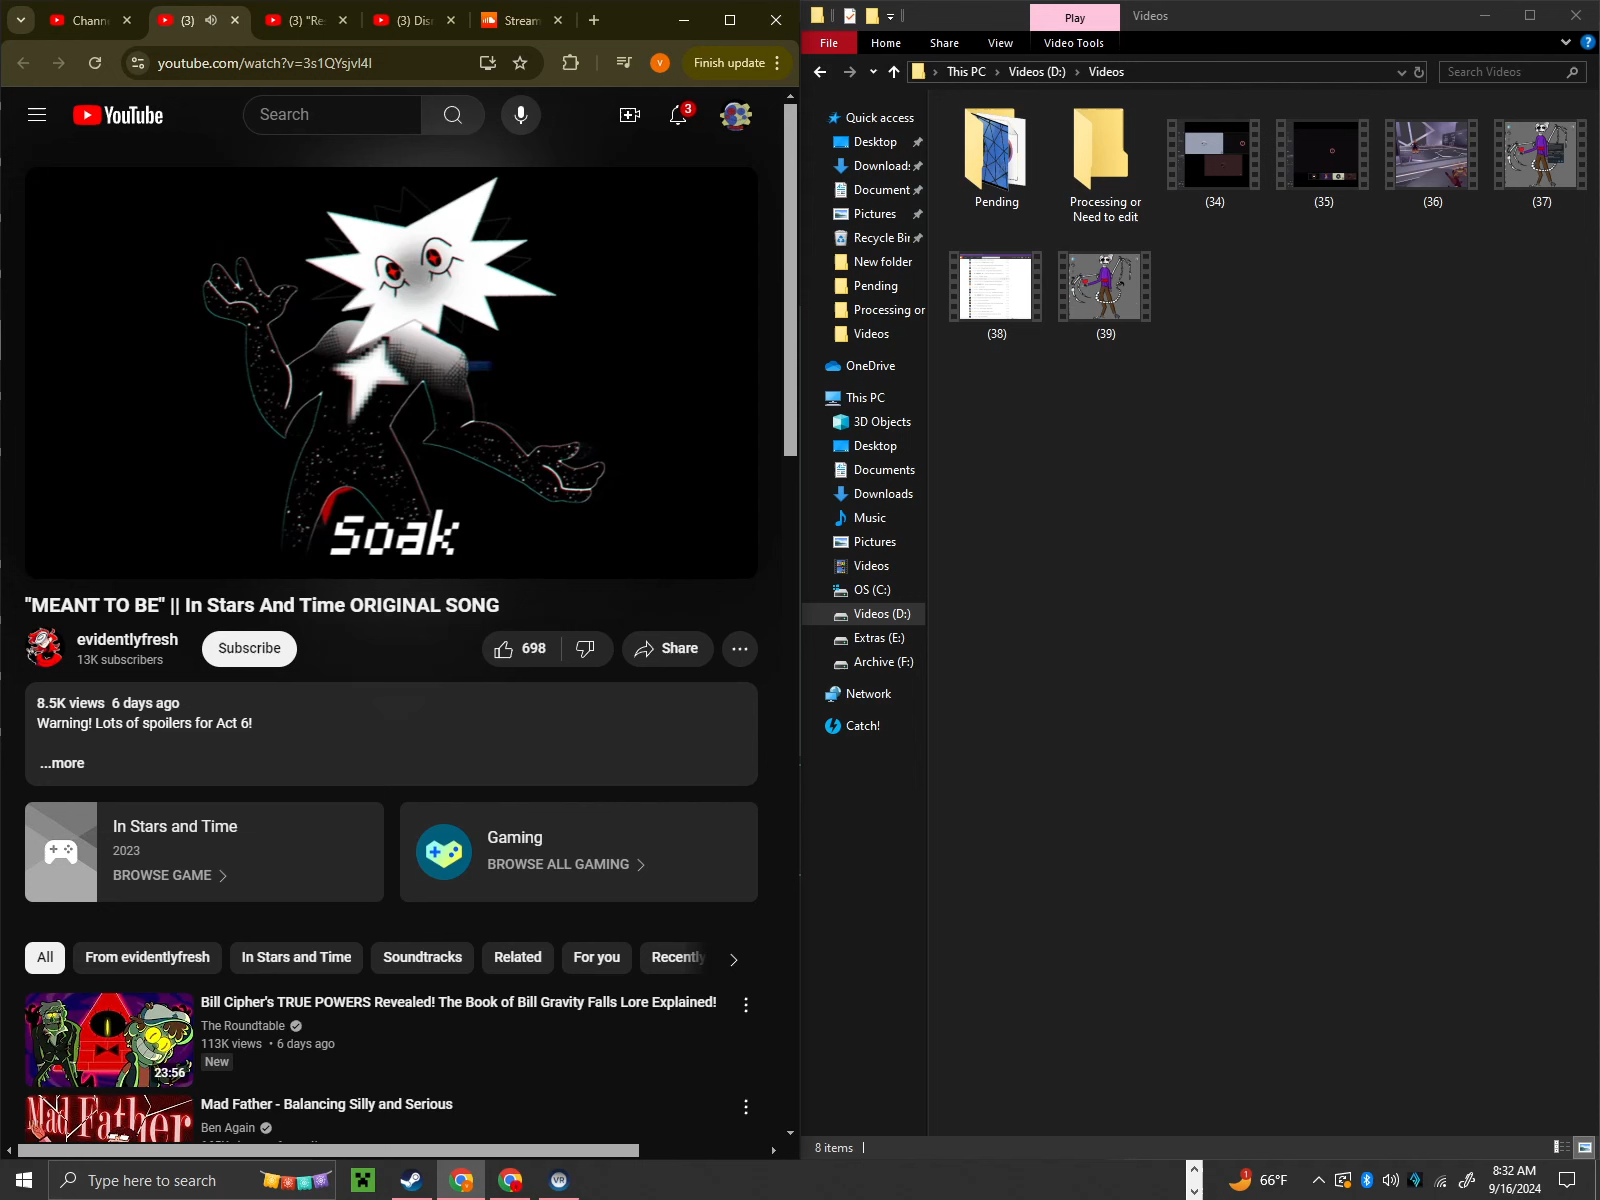 Channe
(3)
(3) "Re:
(3) Disn
Stream
youtube.com/watch?v=3s1QYsjvl4I
V
Finish update
YouTube
Search
3
soak
"MEANT TO BE" || In Stars And Time ORIGINAL SONG
evidentlyfresh
13K subscribers
Subscribe
698
Share
8.5K views 6 days ago
Warning! Lots of spoilers for Act 6!
...more
In Stars and Time
2023
BROWSE GAME
Gaming
BROWSE ALL GAMING
All
From evidentlyfresh
In Stars and Time
Soundtracks
Related
For you
Recently
Bill Cipher's TRUE POWERS Revealed! The Book of Bill Gravity Falls Lore Explained!
The Roundtable
113K views • 6 days ago
New
23:56
Mad Father
Mad Father - Balancing Silly and Serious
Ben Again
Play
Videos
File
Home
Share
View
Video Tools
This PC
Videos (D:)
Videos
Search Videos
Quick access
Desktop
Downloads
Document
Pictures
Recycle Bin
New folder
Pending
Processing or
Videos
OneDrive
This PC
3D Objects
Desktop
Documents
Downloads
Music
Pictures
Videos
OS (C:)
Videos (D:)
Extras (E:)
Archive (F:)
Network
Catch!
Pending
Processing or
Need to edit
(34)
(35)
(36)
(37)
(38)
(39)
8 items
Type here to search
VR
1
66°F
8:32 AM
9/16/2024